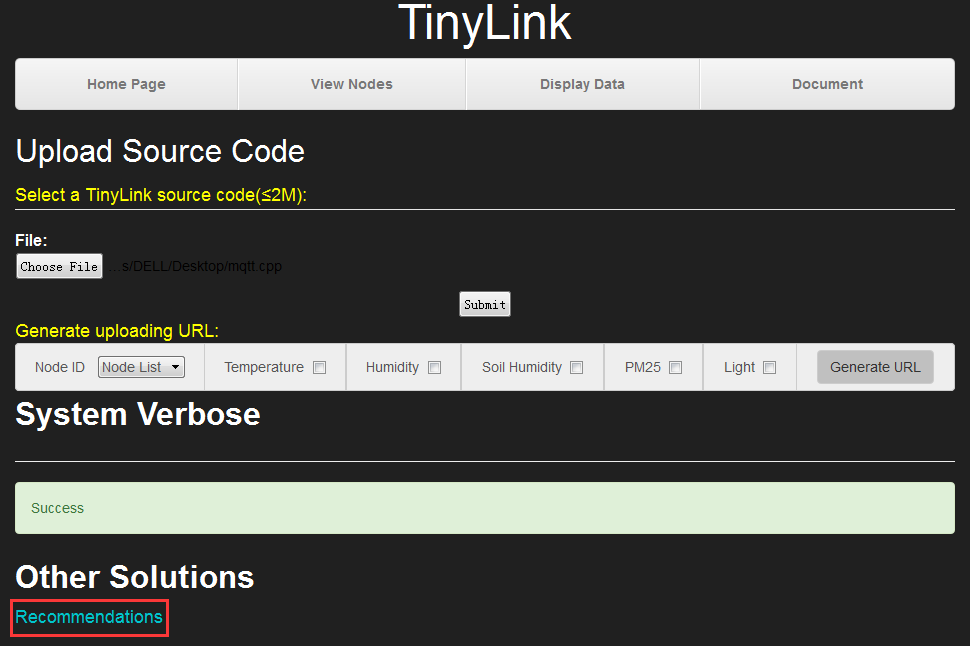 TinyLink
Home Page View Nodes Display Data Document
Upload Source Code
Select a TinyLink source code(≤2M):
File:
Choose File ...s/DELL/Desktop/mqtt.cpp
Submit
Generate uploading URL:
Node ID Node List Temperature Humidity Soil Humidity PM25 Light Generate URL
System Verbose
Success
Other Solutions
Recommendations